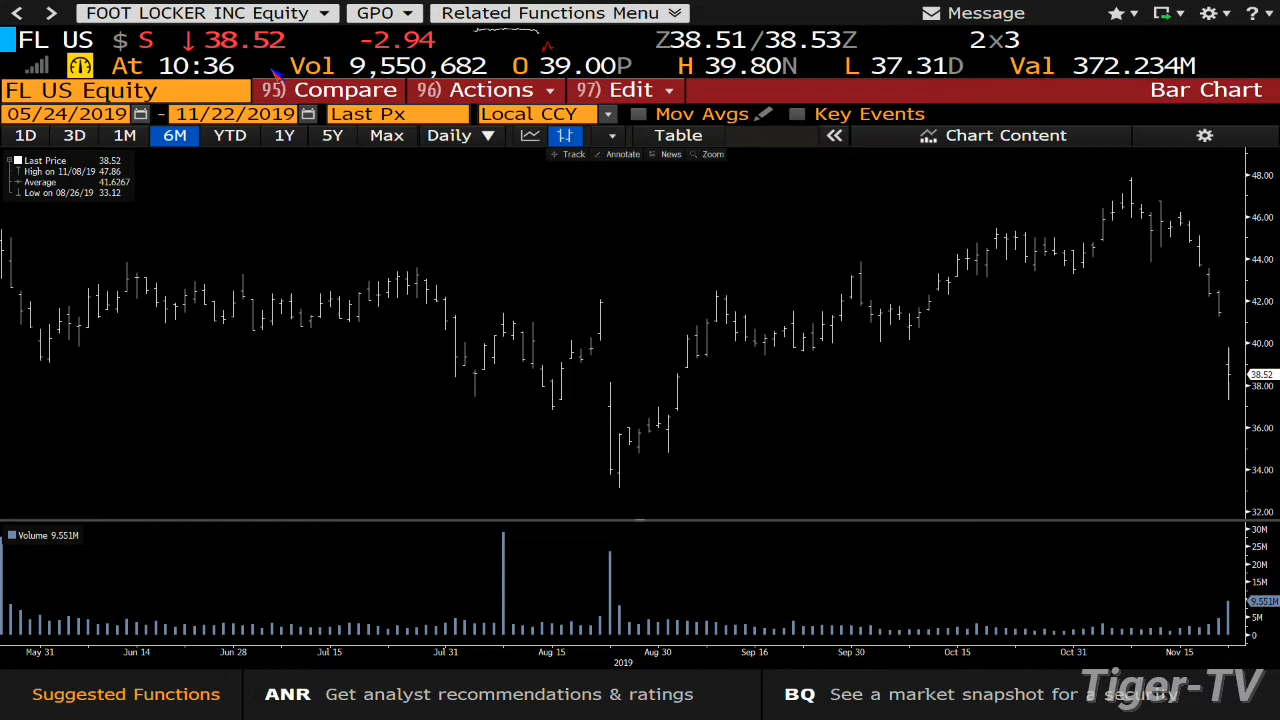 FOOT LOCKER INC Equity GPO Related Functions Menu Message ?
FL US $ S ↓ 38.52 -2.94 Z38.51/38.53Z 2x3
At 10:36 Vol 9,550,682 O 39.00P H 39.80N L 37.31D Val 372.234M
FL US Equity 95) Compare 96) Actions 97) Edit Bar Chart
05/24/2019 - 11/22/2019 Last Px Local CCY Mov Avgs Key Events
1D 3D 1M 6M YTD 1Y 5Y Max Daily Table Chart Content
Track Annotate News Zoom
Last Price 38.52
High on 11/08/19 47.86
Average 41.6267
Low on 08/26/19 33.12
48.00
46.00
44.00
42.00
40.00
38.52
38.00
36.00
34.00
32.00
Volume 9.551M
30M
25M
20M
15M
9.551M
5M
0
May 31 Jun 14 Jun 28 Jul 15 Jul 31 Aug 15 Aug 30 Sep 16 Sep 30 Oct 15 Oct 31 Nov 15
2019
Suggested Functions ANR Get analyst recommendations & ratings BQ See a market snapshot for a security
Tiger-TV